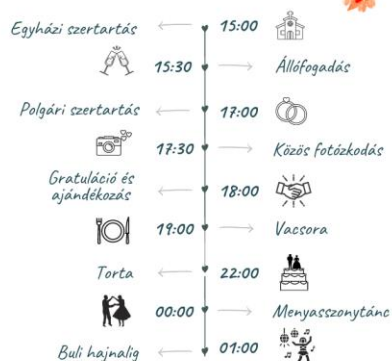 Egyházi szertartás 15:00
15:30 Állófogadás
Polgári szertartás 17:00
17:30 Közös fotózkodás
Gratuláció és
ajándékozás 18:00
19:00 Vacsora
Torta 22:00
00:00 Menyasszonytánc
Buli hajnalig 01:00